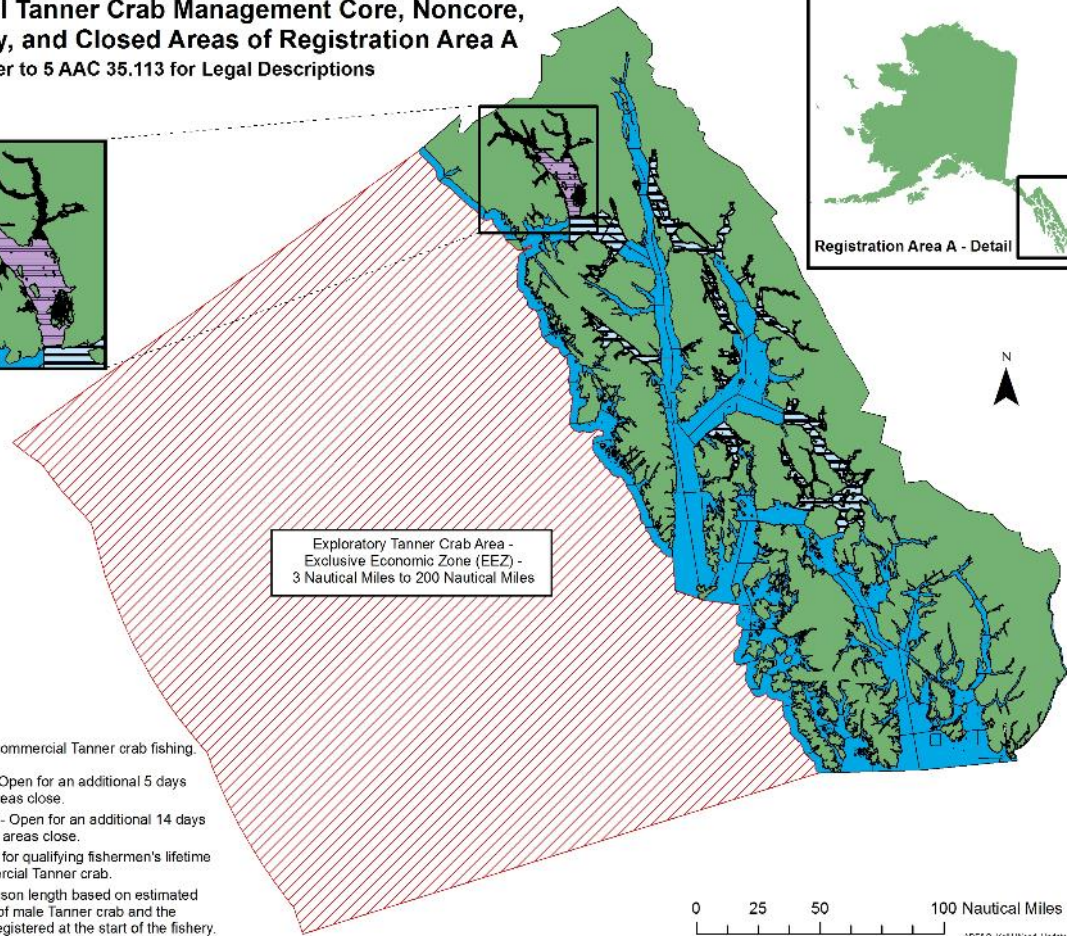 Tanner Crab Management Core, Noncore,
and Closed Areas of Registration Area A
to 5 AAC 35.113 for Legal Descriptions
Registration Area A - Detail
N
Exploratory Tanner Crab Area -
Exclusive Economic Zone (EEZ) -
3 Nautical Miles to 200 Nautical Miles
ommercial Tanner crab fishing.
Open for an additional 5 days
eas close.
- Open for an additional 14 days
areas close.
for qualifying fishermen's lifetime
ercial Tanner crab.
son length based on estimated
of male Tanner crab and the
egistered at the start of the fishery.
0 25 50 100 Nautical Miles